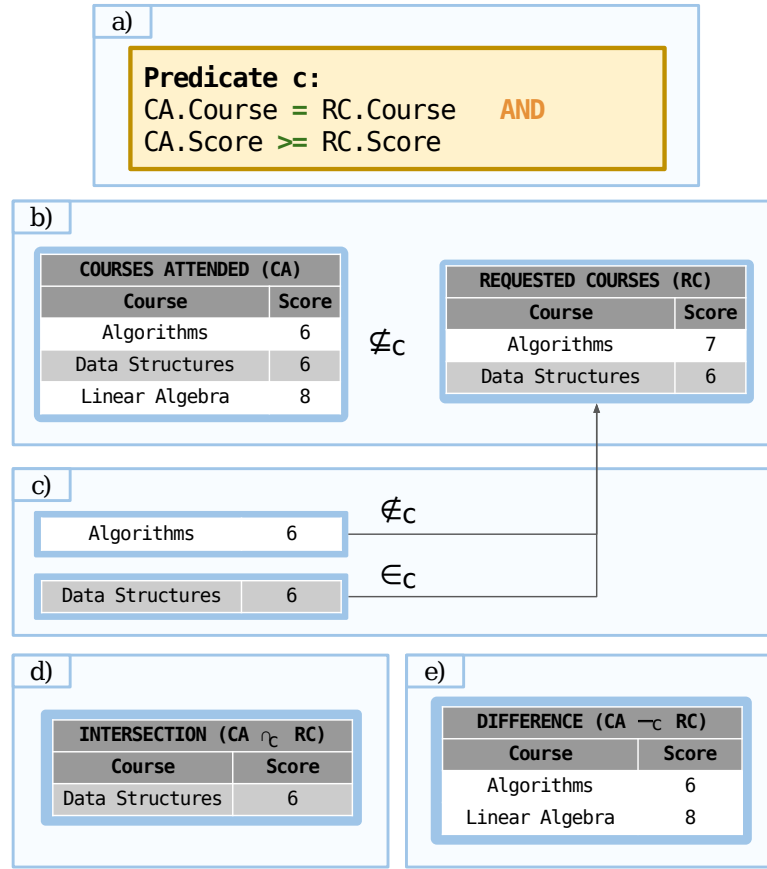 a)
Predicate c:
CA.Course = RC.Course AND
CA.Score >= RC.Score
b)
COURSES ATTENDED (CA)
Course Score
Algorithms 6
Data Structures 6
Linear Algebra 8
⊈c
REQUESTED COURSES (RC)
Course Score
Algorithms 7
Data Structures 6
c)
Algorithms 6
∉c
Data Structures 6
∈c
d)
INTERSECTION (CA ∩c RC)
Course Score
Data Structures 6
e)
DIFFERENCE (CA −c RC)
Course Score
Algorithms 6
Linear Algebra 8